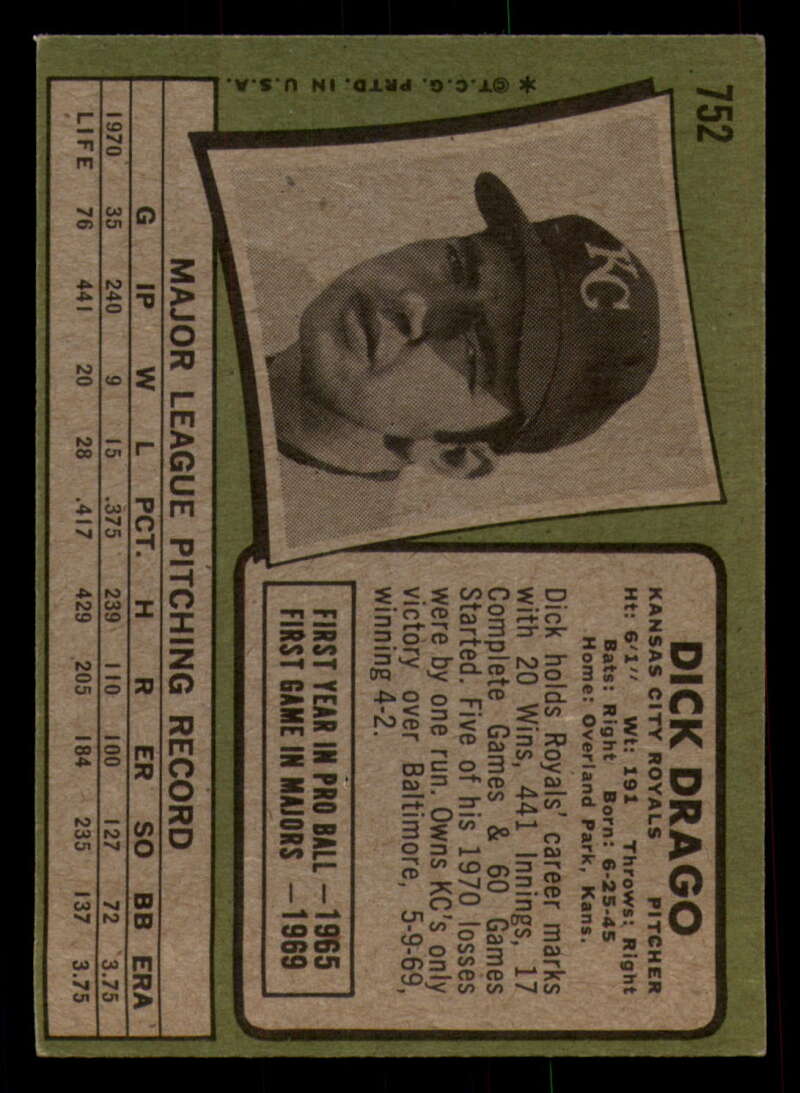 752
* ©T.C.G. PRTD. IN U.S.A.
KC
DICK DRAGO
KANSAS CITY ROYALS PITCHER
Ht: 6'1" Wt: 191 Throws: Right
Bats: Right Born: 6-25-45
Home: Overland Park, Kans.
Dick holds Royals' career marks
with 20 Wins, 441 Innings, 17
Complete Games & 60 Games
Started. Five of his 1970 losses
were by one run. Owns KC's only
victory over Baltimore, 5-9-69,
winning 4-2.
FIRST YEAR IN PRO BALL —1965
FIRST GAME IN MAJORS —1969
MAJOR LEAGUE PITCHING RECORD
G IP W L PCT. H R ER SO BB ERA
1970 35 240 9 15 .375 239 110 100 127 72 3.75
LIFE 76 441 20 28 .417 429 205 184 235 137 3.75